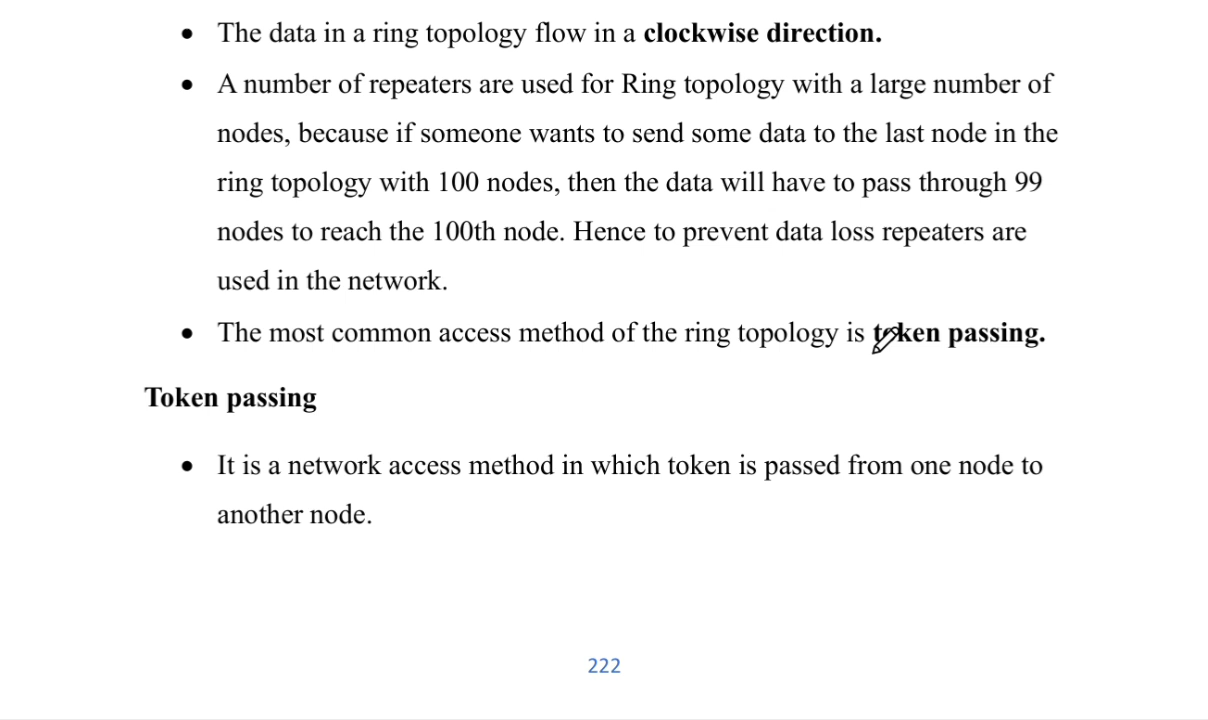 • The data in a ring topology flow in a clockwise direction.
• A number of repeaters are used for Ring topology with a large number of
nodes, because if someone wants to send some data to the last node in the
ring topology with 100 nodes, then the data will have to pass through 99
nodes to reach the 100th node. Hence to prevent data loss repeaters are
used in the network.
• The most common access method of the ring topology is token passing.
Token passing
• It is a network access method in which token is passed from one node to
another node.
222